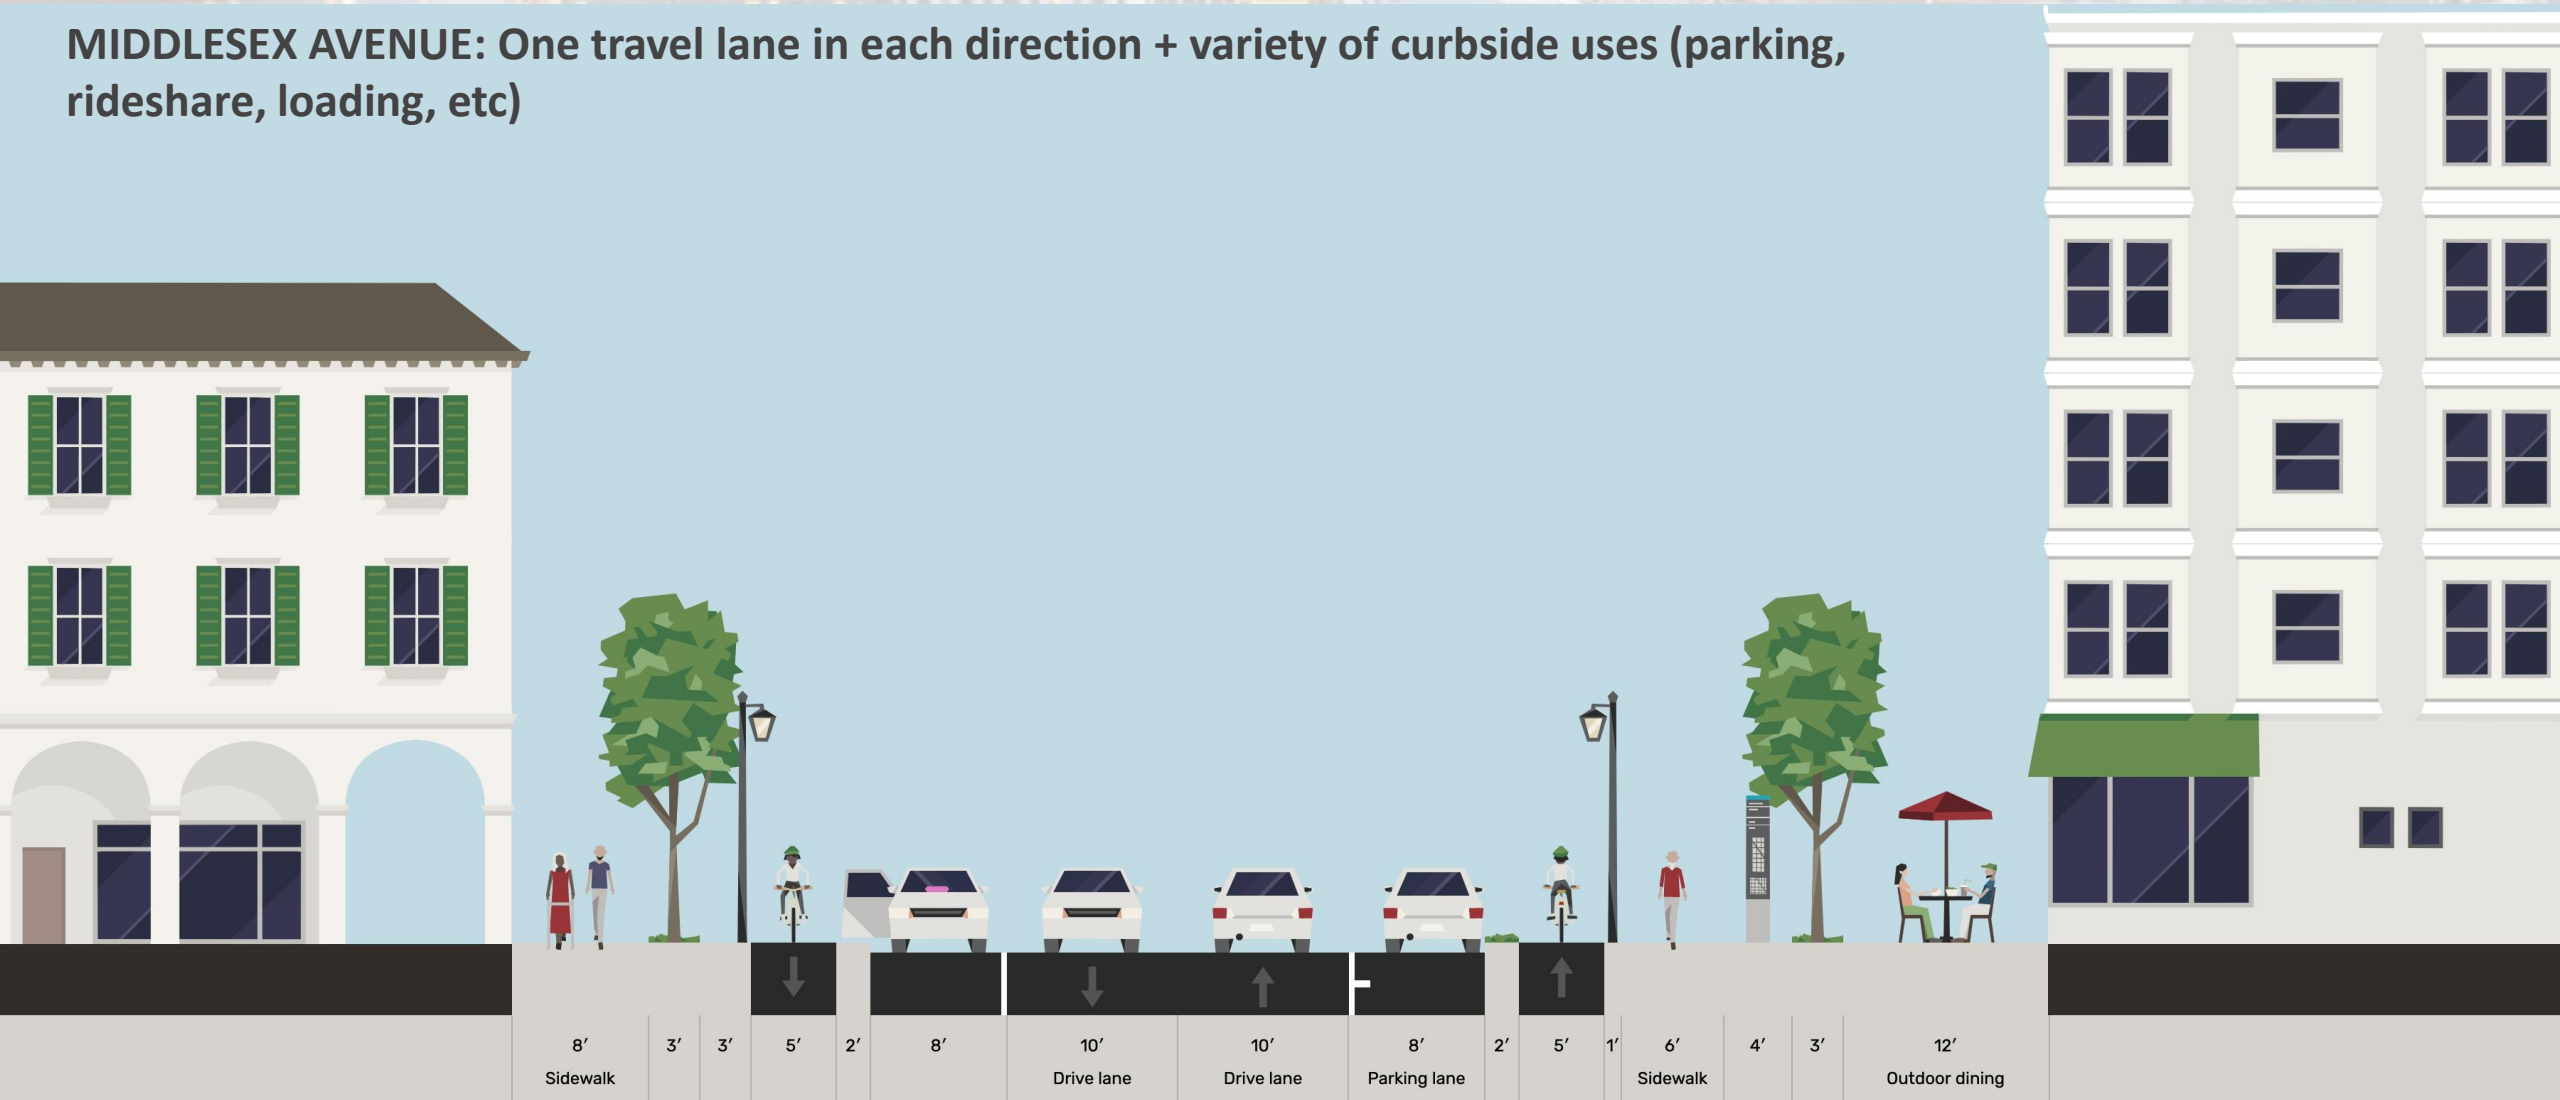 MIDDLESEX AVENUE: One travel lane in each direction + variety of curbside uses (parking,
rideshare, loading, etc)
8′ 3′ 3′ 5′ 2′ 8′ 10′ 10′ 8′ 2′ 5′ 1′ 6′ 4′ 3′ 12′
Sidewalk Drive lane Drive lane Parking lane Sidewalk Outdoor dining